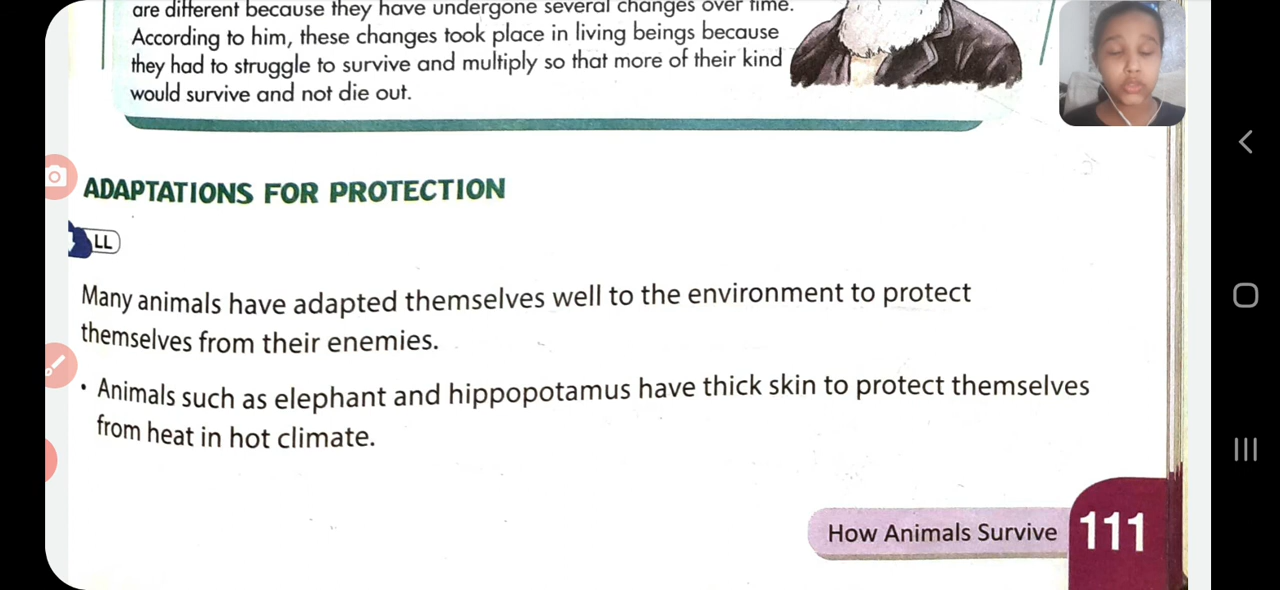 are different because they have undergone several changes over time.
According to him, these changes took place in living beings because
they had to struggle to survive and multiply so that more of their kind
would survive and not die out.
ADAPTATIONS FOR PROTECTION
LL
Many animals have adapted themselves well to the environment to protect
themselves from their enemies.
• Animals such as elephant and hippopotamus have thick skin to protect themselves
from heat in hot climate.
How Animals Survive
111